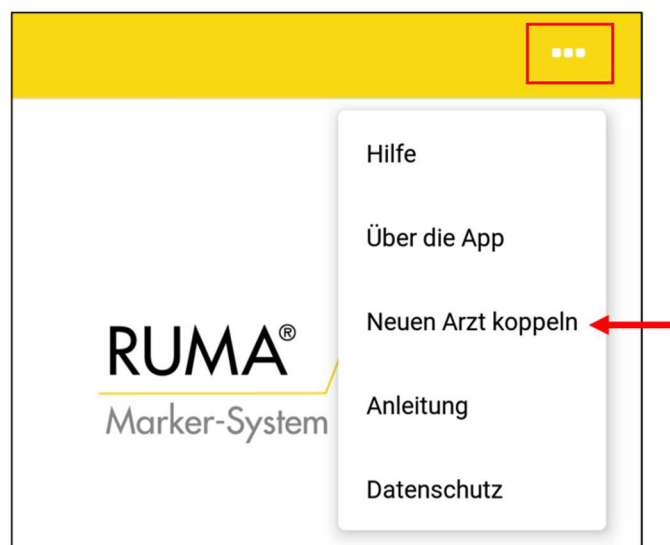 Hilfe
Über die App
Neuen Arzt koppeln
RUMA®
Anleitung
Marker-System
Datenschutz